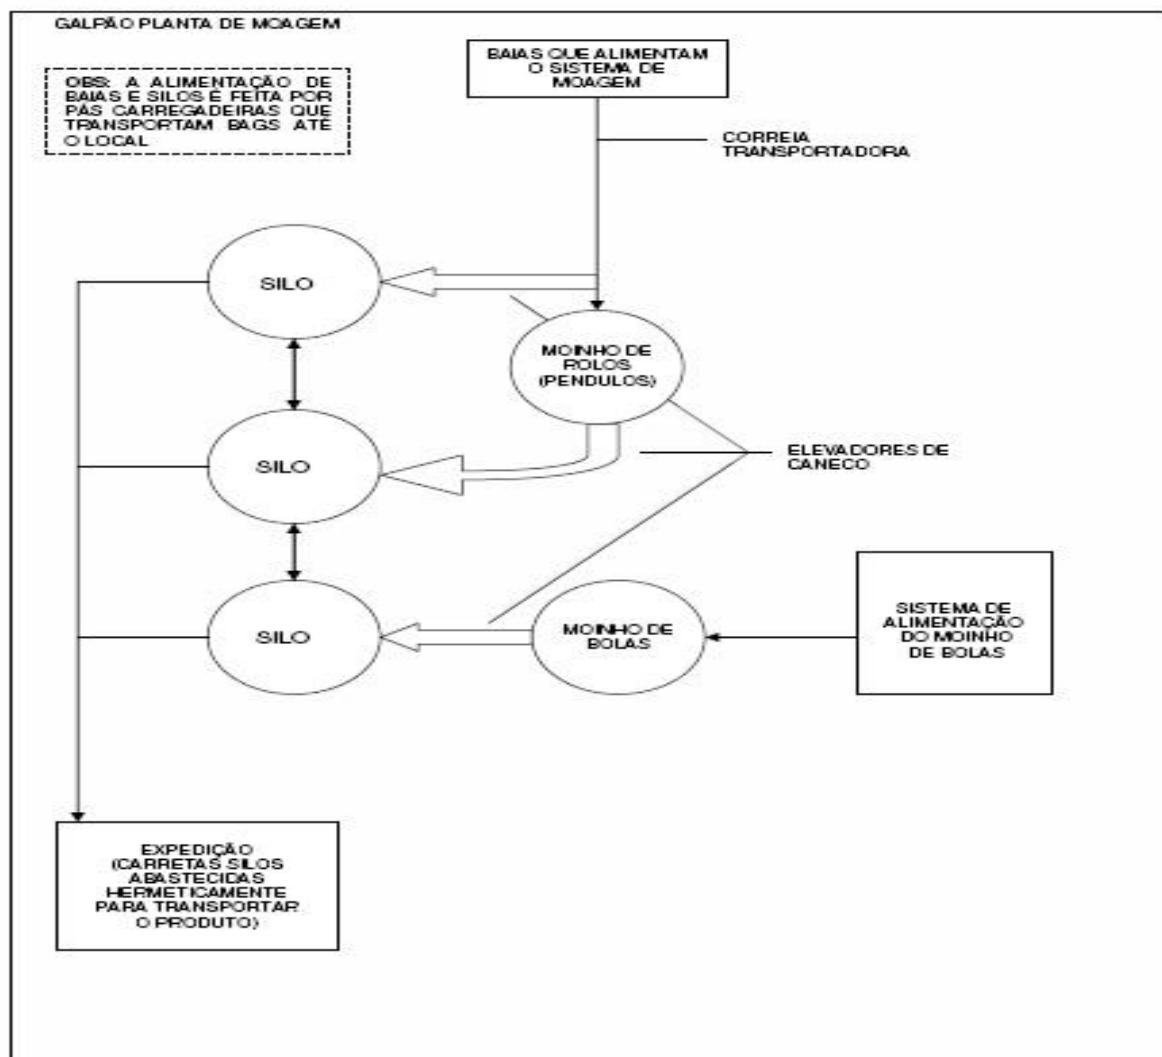 GALPÃO PLANTA DE MOAGEM
OBS: A ALIMENTAÇÃO DE
BAIAS E SILOS É FEITA POR
PÁS CARREGADEIRAS QUE
TRANSPORTAM BAGS ATÉ
O LOCAL
BAIAS QUE ALIMENTAM
O SISTEMA DE
MOAGEM
CORREIA
TRANSPORTADORA
SILO
MOINHO DE
ROLOS
(PENDULOS)
SILO
ELEVADORES DE
CANECO
SILO
MOINHO DE
BOLAS
SISTEMA DE
ALIMENTAÇÃO
DO MOINHO
DE BOLAS
EXPEDIÇÃO
(CARRETAS SILOS
ABASTECIDAS
HERMETICAMENTE
PARA TRANSPORTAR
O PRODUTO)